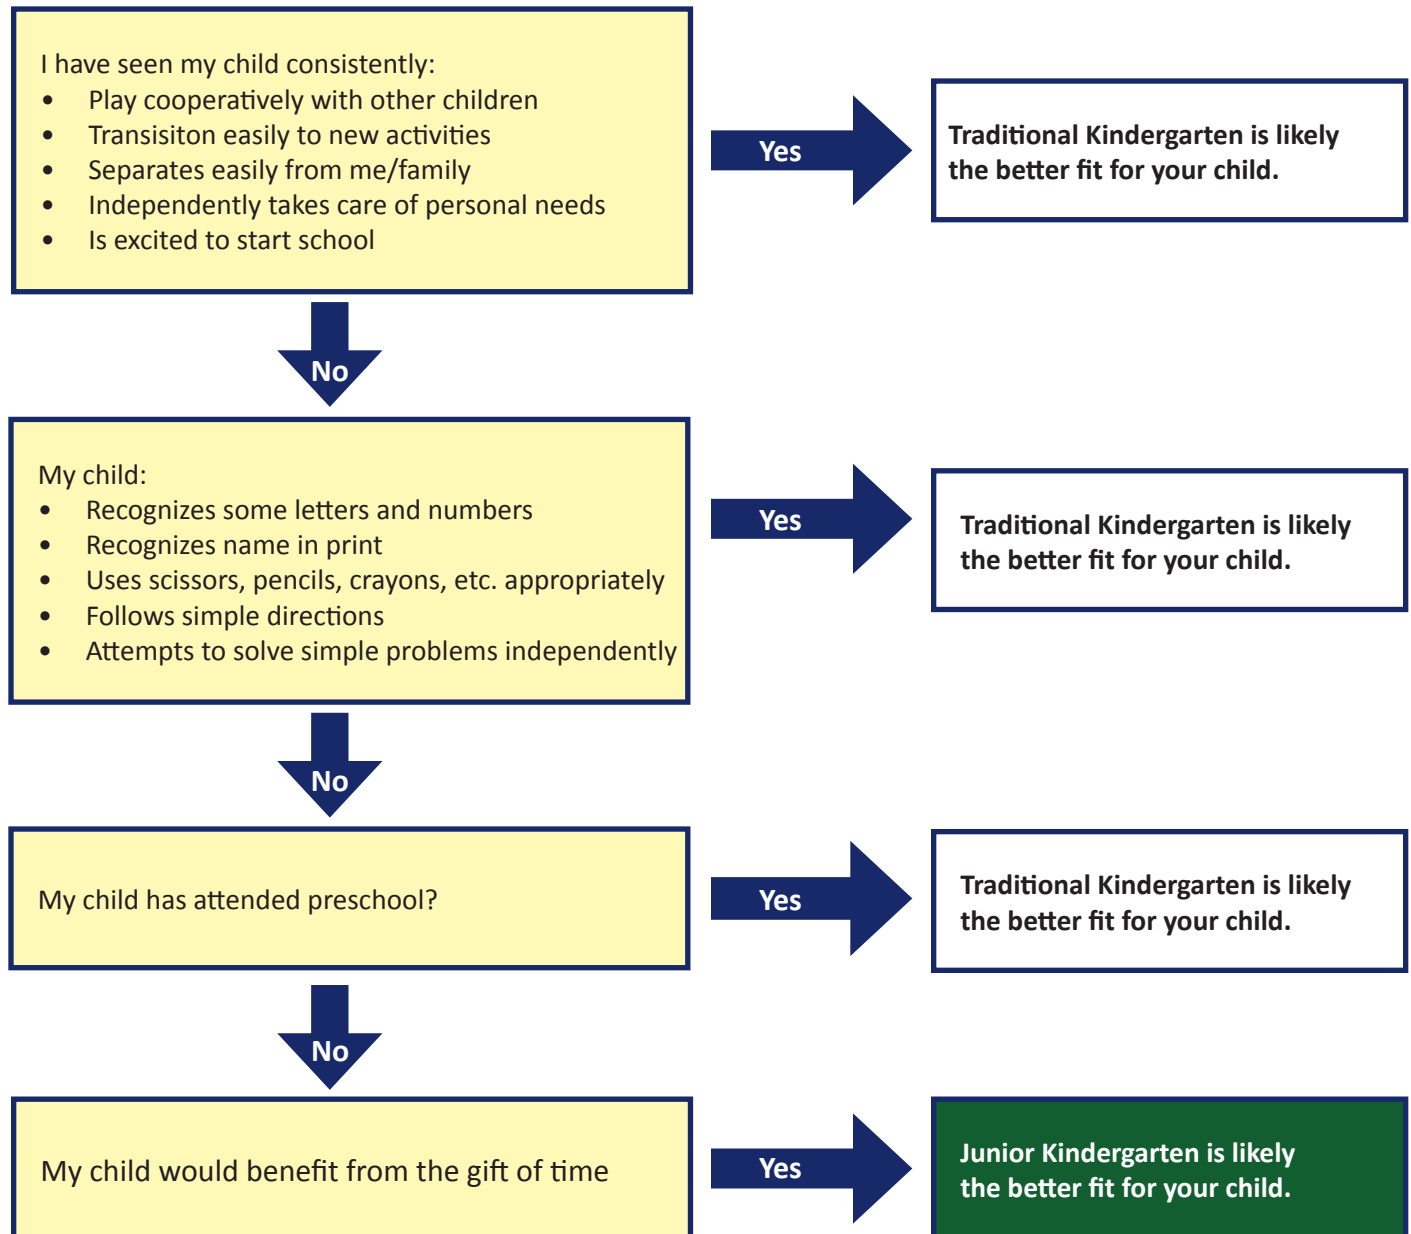 I have seen my child consistently:
• Play cooperatively with other children
• Transisiton easily to new activities
• Separates easily from me/family
• Independently takes care of personal needs
• Is excited to start school
Yes
Traditional Kindergarten is likely
the better fit for your child.
No
My child:
• Recognizes some letters and numbers
• Recognizes name in print
• Uses scissors, pencils, crayons, etc. appropriately
• Follows simple directions
• Attempts to solve simple problems independently
Yes
Traditional Kindergarten is likely
the better fit for your child.
No
My child has attended preschool?
Yes
Traditional Kindergarten is likely
the better fit for your child.
No
My child would benefit from the gift of time
Yes
Junior Kindergarten is likely
the better fit for your child.